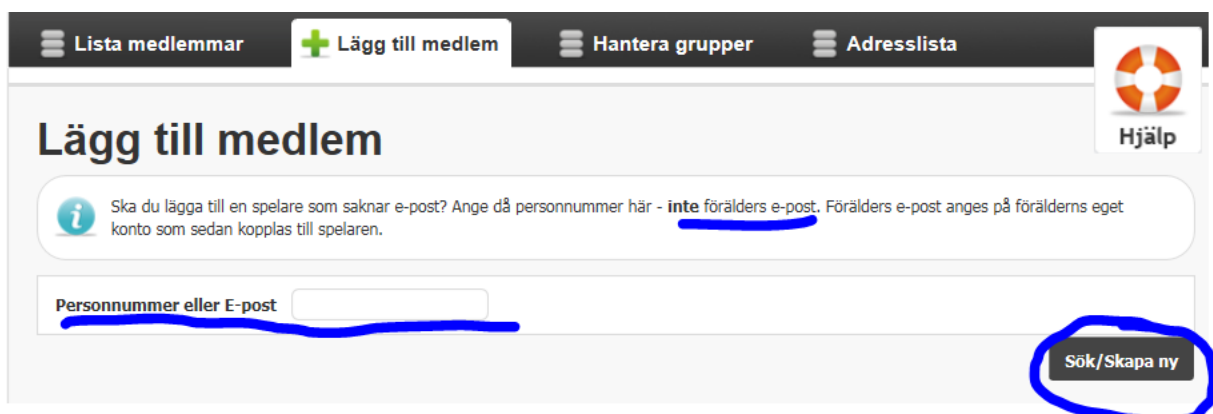 Lista medlemmar Lägg till medlem Hantera grupper Adresslista
Hjälp
Lägg till medlem
Ska du lägga till en spelare som saknar e-post? Ange då personnummer här - inte förälders e-post. Förälders e-post anges på förälderns eget
konto som sedan kopplas till spelaren.
Personnummer eller E-post
Sök/Skapa ny